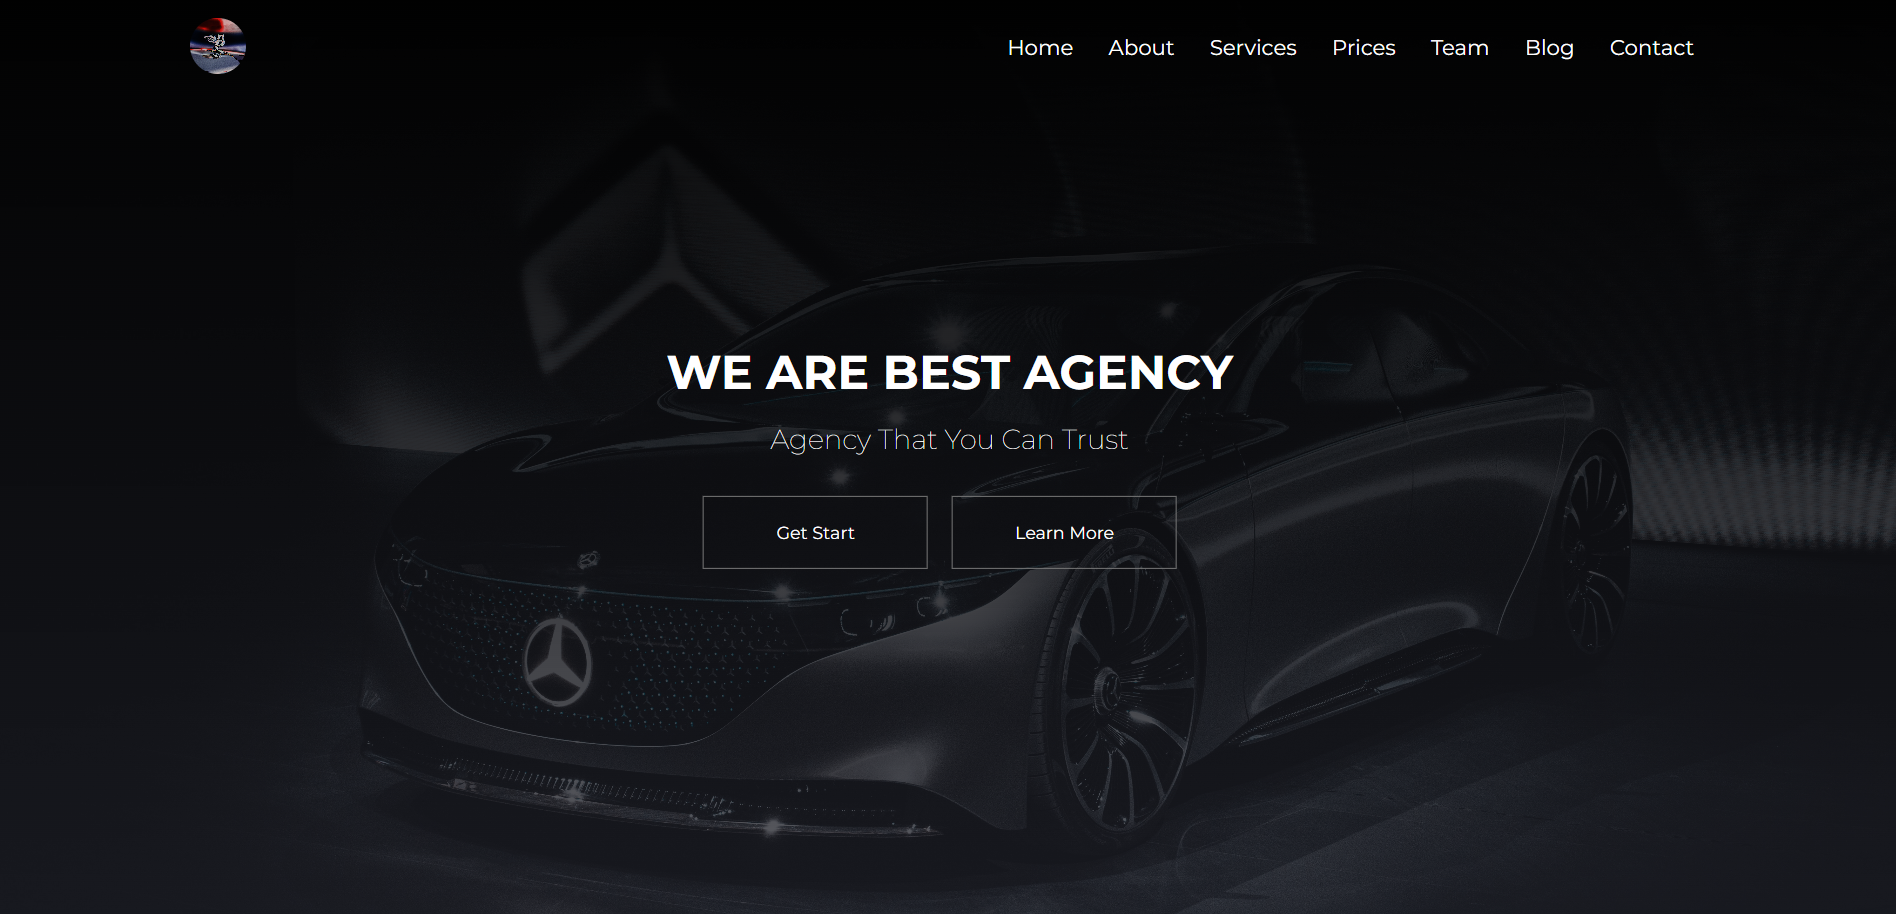 Home About Services Prices Team Blog Contact
WE ARE BEST AGENCY
Agency That You Can Trust
Get Start Learn More